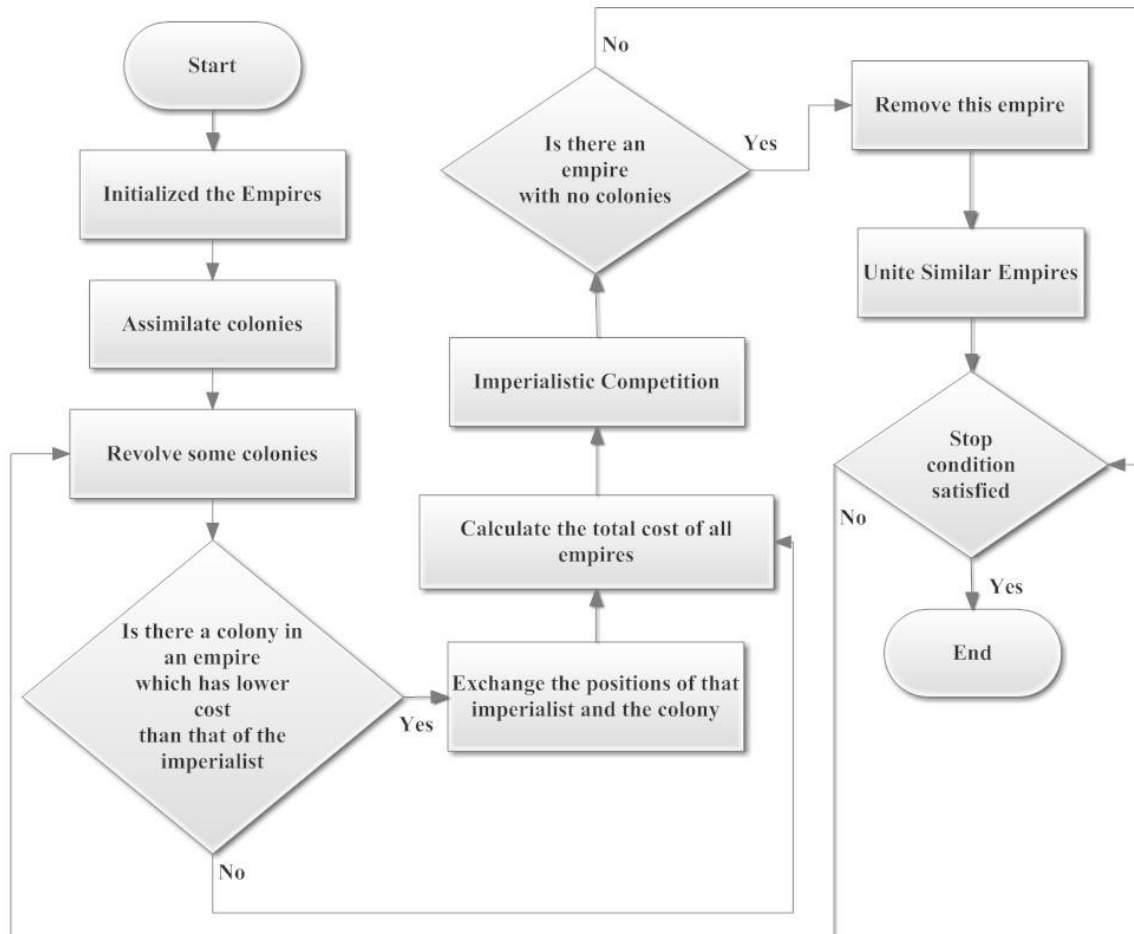 Start
Initialized the Empires
Assimilate colonies
Revolve some colonies
Is there a colony in
an empire
which has lower
cost
than that of the
imperialist
Yes
No
Exchange the positions of that
imperialist and the colony
Calculate the total cost of all
empires
Imperialistic Competition
Is there an
empire
with no colonies
No
Yes
Remove this empire
Unite Similar Empires
Stop
condition
satisfied
No
Yes
End